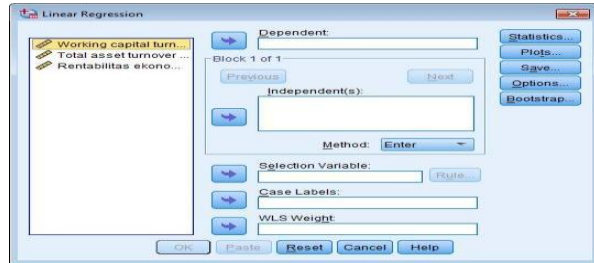 Linear Regression
Working capital turn...
Total asset turnover ...
Rentabilitas ekono...
Dependent:
Block 1 of 1
Previous
Next
Independent(s):
Method: Enter
Selection Variable:
Rule...
Case Labels:
WLS Weight:
Statistics...
Plots...
Save...
Options...
Bootstrap...
OK
Paste
Reset
Cancel
Help